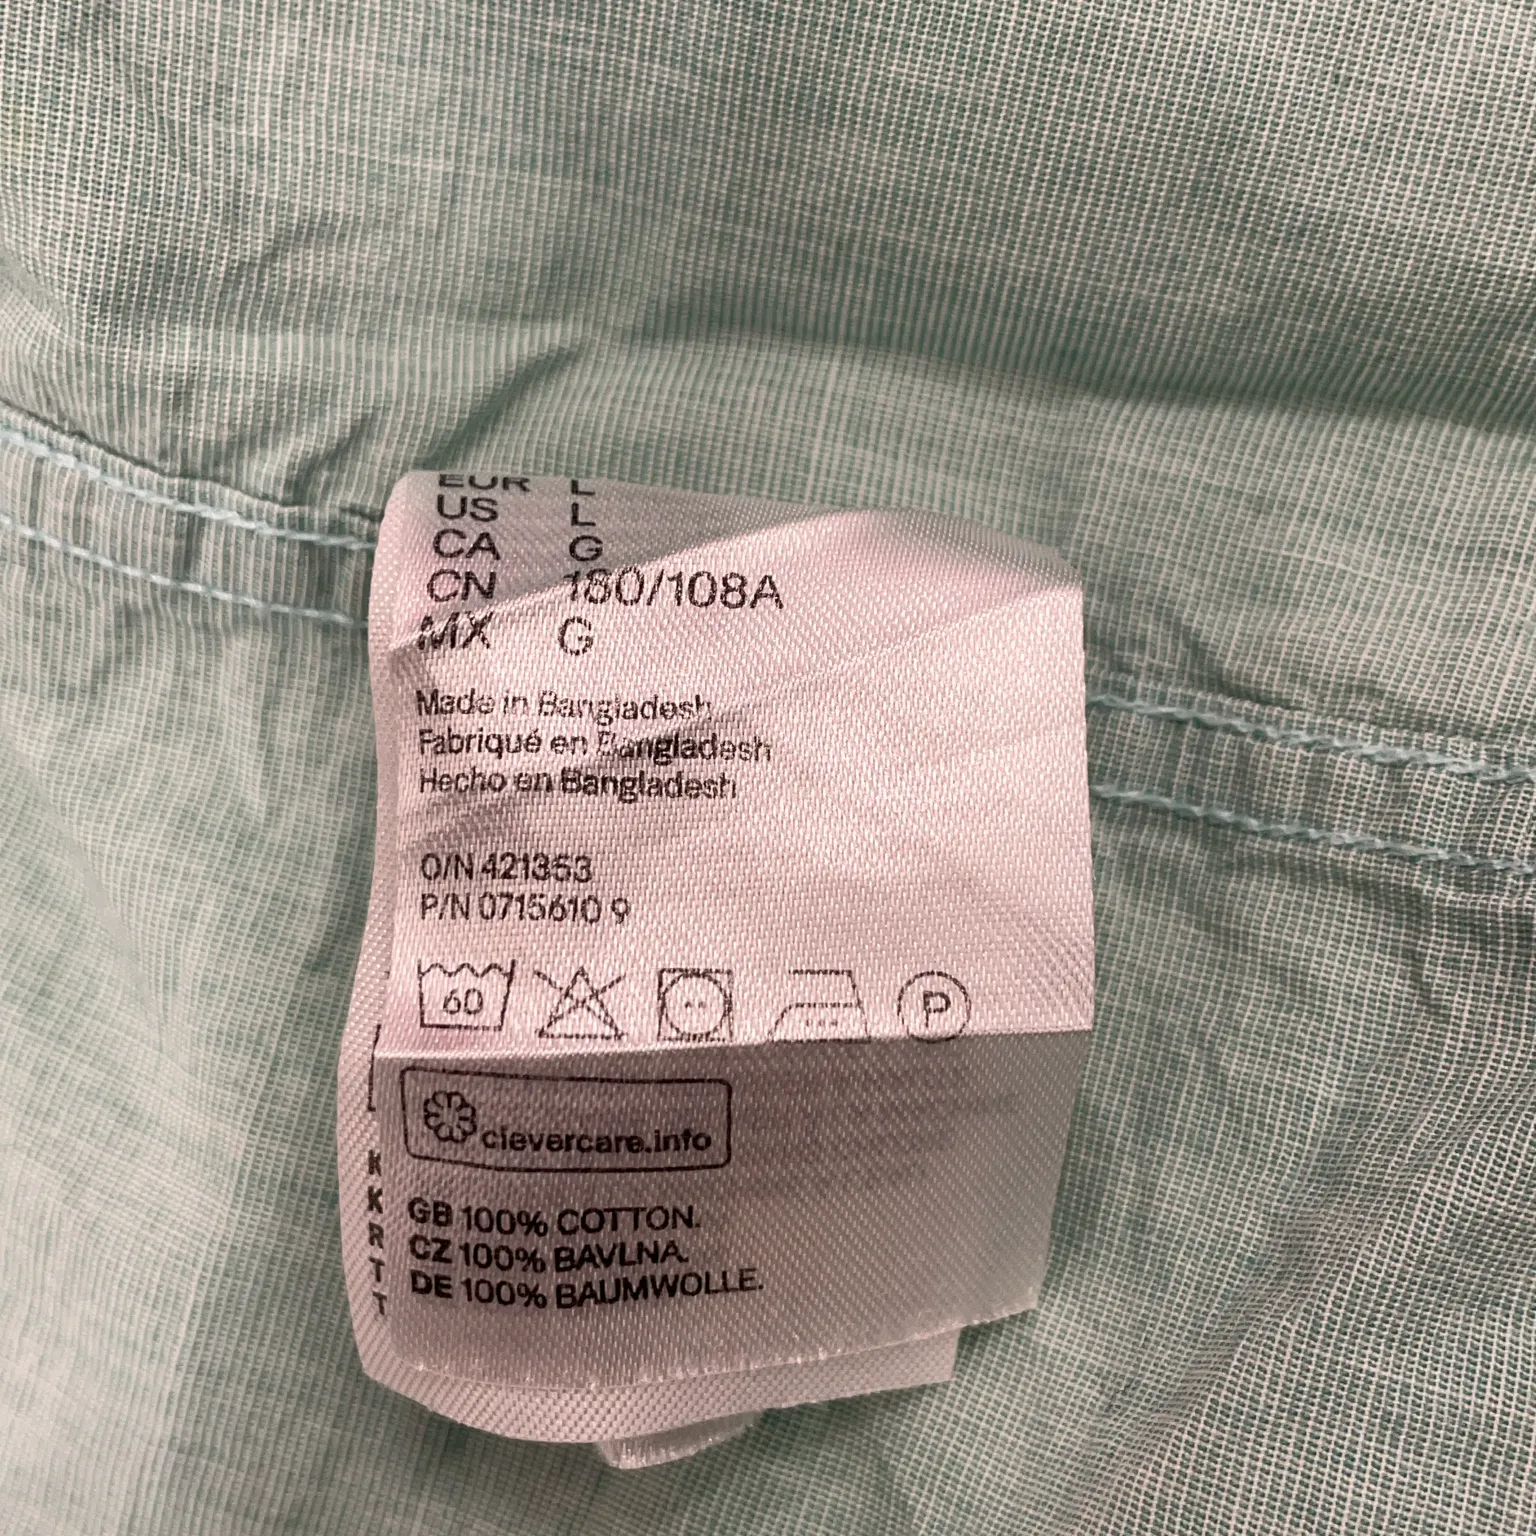 EUR L
US L
CA G
CN 180/108A
MX G
Made in Bangladesh
Fabriqué en Bangladesh
Hecho en Bangladesh
O/N 421353
P/N 0715610 9
60
P
clevercare.info
GB 100% COTTON.
CZ 100% BAVLNA.
DE 100% BAUMWOLLE.
K
K
R
T
T